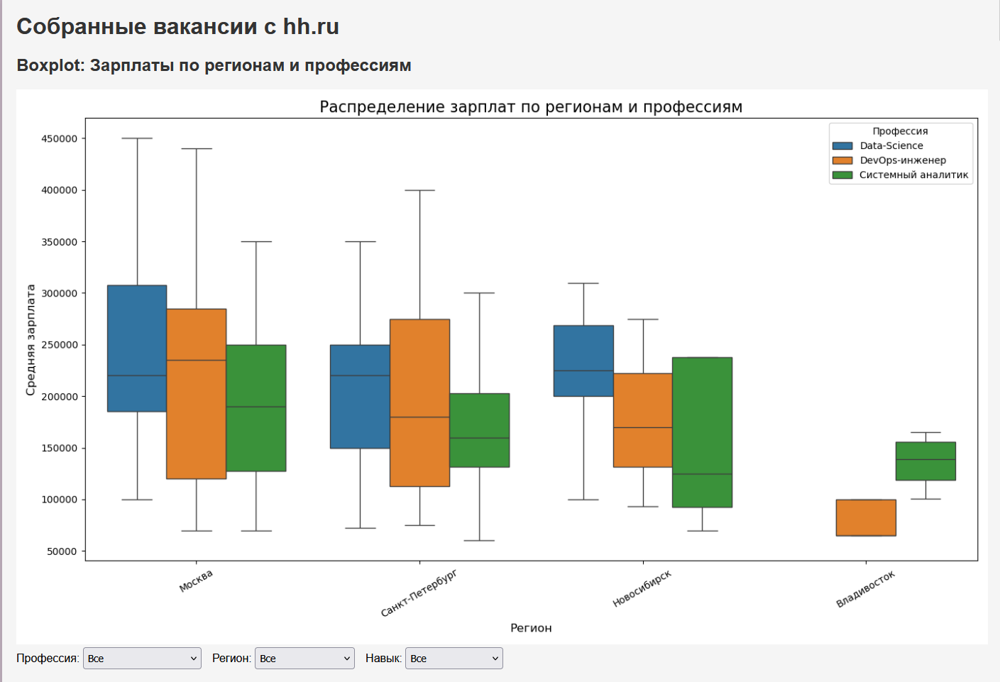 Собранные вакансии с hh.ru
Boxplot: Зарплаты по регионам и профессиям
Распределение зарплат по регионам и профессиям
Профессия
Data-Science
DevOps-инженер
Системный аналитик
Средняя зарплата
450000
400000
350000
300000
250000
200000
150000
100000
50000
Москва
Санкт-Петербург
Новосибирск
Владивосток
Регион
Профессия: Все Регион: Все Навык: Все